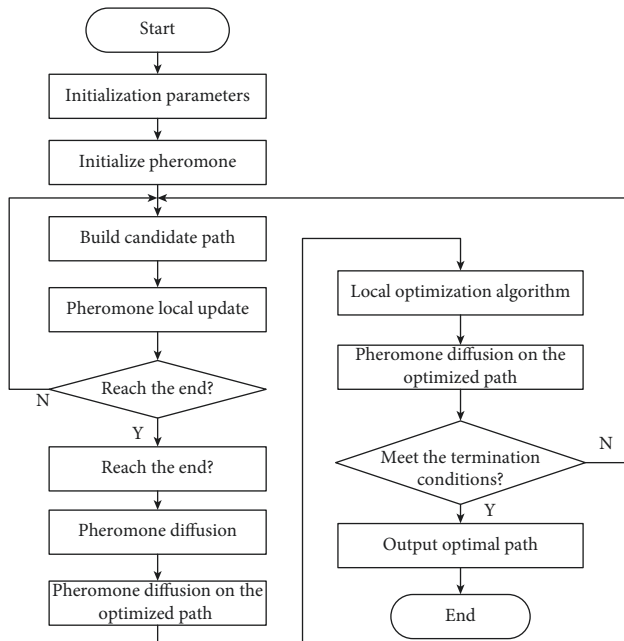 Start
Initialization parameters
Initialize pheromone
Build candidate path
Pheromone local update
Reach the end?
N
Y
Reach the end?
Pheromone diffusion
Pheromone diffusion on the
optimized path
Local optimization algorithm
Pheromone diffusion on the
optimized path
Meet the termination
conditions?
N
Y
Output optimal path
End